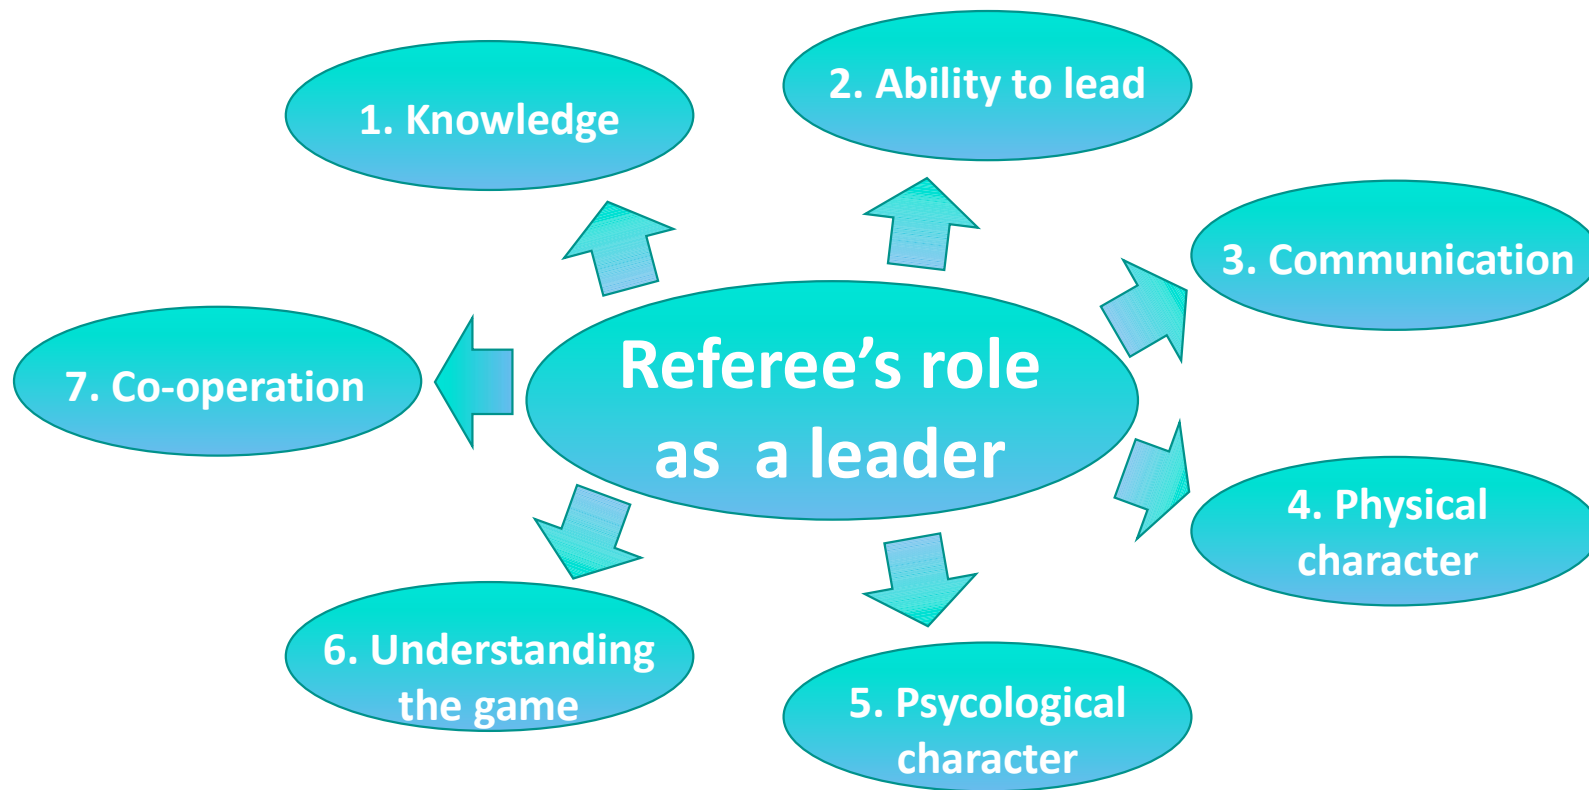 1. Knowledge
2. Ability to lead
3. Communication
Referee’s role
as a leader
7. Co-operation
4. Physical
character
6. Understanding
the game
5. Psycological
character